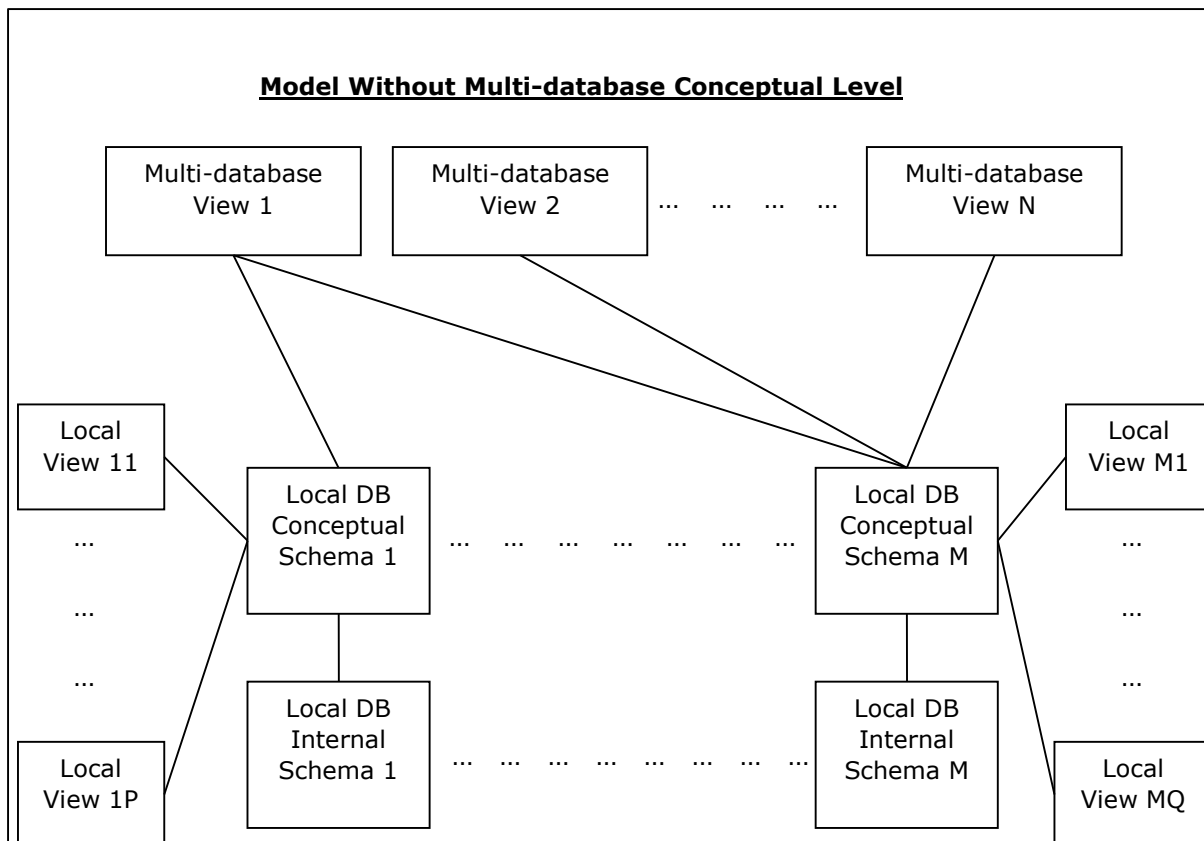 Model Without Multi-database Conceptual Level
Multi-database
View 1
Multi-database
View 2
... ... ... ...
Multi-database
View N
Local
View 11
Local
View M1
Local DB
Conceptual
Schema 1
... ... ... ... ... ... ...
Local DB
Conceptual
Schema M
...
...
...
...
...
...
Local DB
Internal
Schema 1
... ... ... ... ... ... ... ...
Local DB
Internal
Schema M
Local
View 1P
Local
View MQ